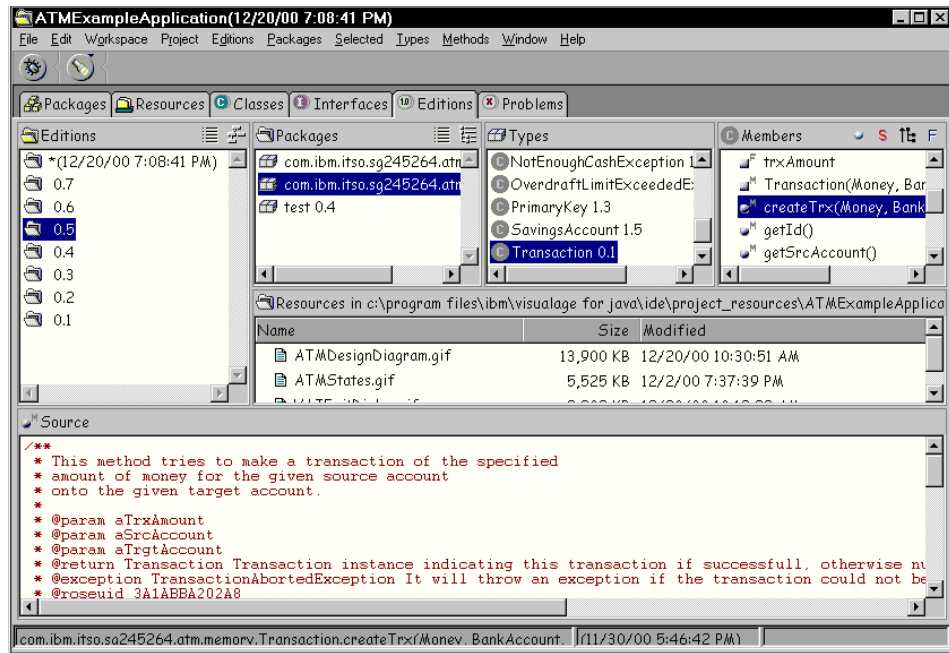 ATMExampleApplication(12/20/00 7:08:41 PM)
File Edit Workspace Project Editions Packages Selected Types Methods Window Help
Packages Resources Classes Interfaces Editions Problems
Editions
*(12/20/00 7:08:41 PM)
0.7
0.6
0.5
0.4
0.3
0.2
0.1
Packages
com.ibm.itso.sg245264.atm
com.ibm.itso.sg245264.atm
test 0.4
Types
NotEnoughCashException 1
OverdraftLimitExceededE
PrimaryKey 1.3
SavingsAccount 1.5
Transaction 0.1
Members
S F
trxAmount
Transaction(Money, Ban
createTrx(Money, Bank
getId()
getSrcAccount()
Resources in c:\program files\ibm\visualage for java\ide\project_resources\ATMExampleApplica
Name Size Modified
ATMDesignDiagram.gif 13,900 KB 12/20/00 10:30:51 AM
ATMStates.gif 5,525 KB 12/2/00 7:37:39 PM
Source
/**
* This method tries to make a transaction of the specified
* amount of money for the given source account
* onto the given target account.
*
* @param aTrxAmount
* @param aSrcAccount
* @param aTrgtAccount
* @return Transaction Transaction instance indicating this transaction if successfull, otherwise nu
* @exception TransactionAbortedException It will throw an exception if the transaction could not be
* @roseuid 3A1ABBA202A8
com.ibm.itso.sg245264.atm.memory.Transaction.createTrx(Money, BankAccount, (11/30/00 5:46:42 PM)